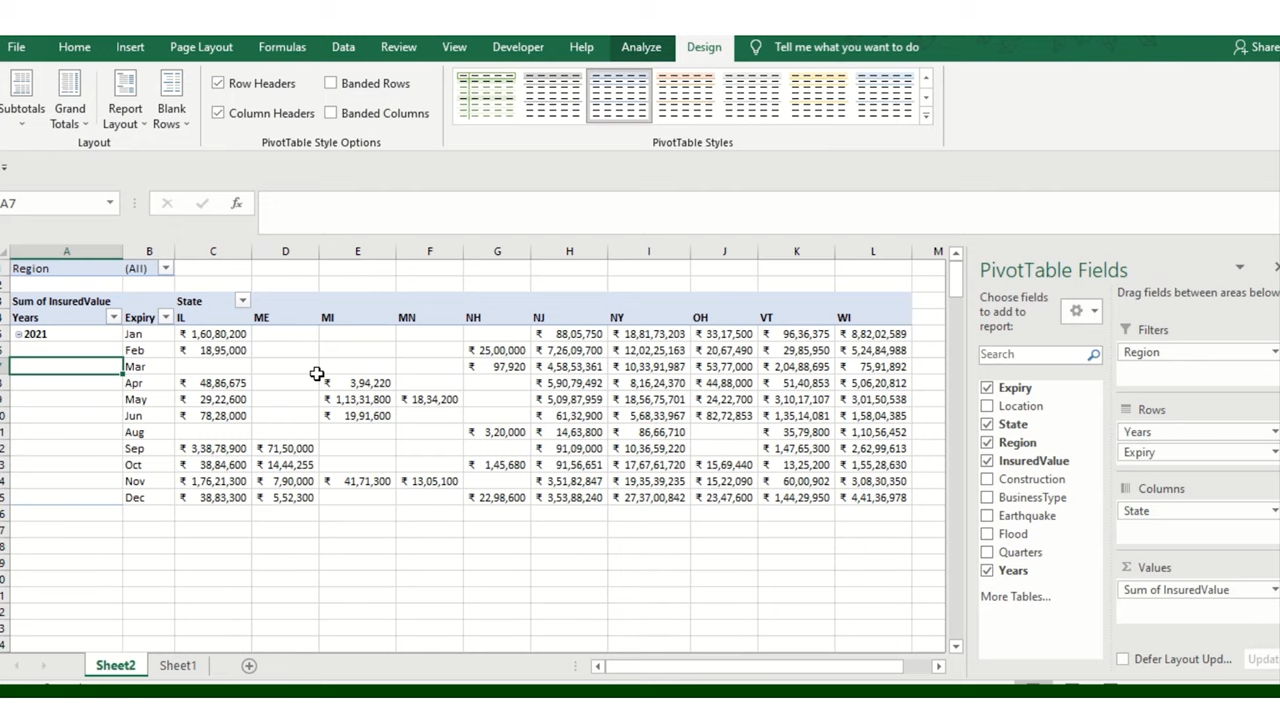 File Home Insert Page Layout Formulas Data Review View Developer Help Analyze Design Tell me what you want to do Share
Subtotals Grand Totals Report Layout Blank Rows
Row Headers Banded Rows
Column Headers Banded Columns
Layout PivotTable Style Options PivotTable Styles
A7 fx
A B C D E F G H I J K L M
Region (All)
Sum of InsuredValue State
Years Expiry IL ME MI MN NH NJ NY OH VT WI
2021 Jan ₹ 1,60,80,200 ₹ 88,05,750 ₹ 18,81,73,203 ₹ 33,17,500 ₹ 96,36,375 ₹ 8,82,02,589
Feb ₹ 18,95,000 ₹ 25,00,000 ₹ 7,26,09,700 ₹ 12,02,25,163 ₹ 20,67,490 ₹ 29,85,950 ₹ 5,24,84,988
Mar ₹ 97,920 ₹ 4,58,53,361 ₹ 10,33,91,987 ₹ 53,77,000 ₹ 2,04,88,695 ₹ 75,91,892
Apr ₹ 48,86,675 ₹ 3,94,220 ₹ 5,90,79,492 ₹ 8,16,24,370 ₹ 44,88,000 ₹ 51,40,853 ₹ 5,06,20,812
May ₹ 29,22,600 ₹ 1,13,31,800 ₹ 18,34,200 ₹ 5,09,87,959 ₹ 18,56,75,701 ₹ 24,22,700 ₹ 3,10,17,107 ₹ 3,01,50,538
Jun ₹ 78,28,000 ₹ 19,91,600 ₹ 61,32,900 ₹ 5,68,33,967 ₹ 82,72,853 ₹ 1,35,14,081 ₹ 1,58,04,385
Aug ₹ 3,20,000 ₹ 14,63,800 ₹ 86,66,710 ₹ 35,79,800 ₹ 1,10,56,452
Sep ₹ 3,38,78,900 ₹ 71,50,000 ₹ 91,09,000 ₹ 10,36,59,220 ₹ 1,47,65,300 ₹ 2,62,99,613
Oct ₹ 38,84,600 ₹ 14,44,255 ₹ 1,45,680 ₹ 91,56,651 ₹ 17,67,61,720 ₹ 15,69,440 ₹ 13,25,200 ₹ 1,55,28,630
Nov ₹ 1,76,21,300 ₹ 7,70,000 ₹ 41,71,300 ₹ 13,05,100 ₹ 3,51,82,847 ₹ 19,35,39,235 ₹ 15,22,090 ₹ 60,00,902 ₹ 3,08,30,350
Dec ₹ 38,83,300 ₹ 5,52,300 ₹ 22,98,600 ₹ 3,53,88,240 ₹ 27,37,00,842 ₹ 23,47,600 ₹ 1,44,29,950 ₹ 4,41,36,978
PivotTable Fields
Choose fields
to add to
report:
Search
Expiry
Location
State
Region
InsuredValue
Construction
BusinessType
Earthquake
Flood
Quarters
Years
More Tables...
Drag fields between areas below
Filters
Region
Rows
Years
Expiry
Columns
State
Σ Values
Sum of InsuredValue
Defer Layout Upd...
Sheet2 Sheet1